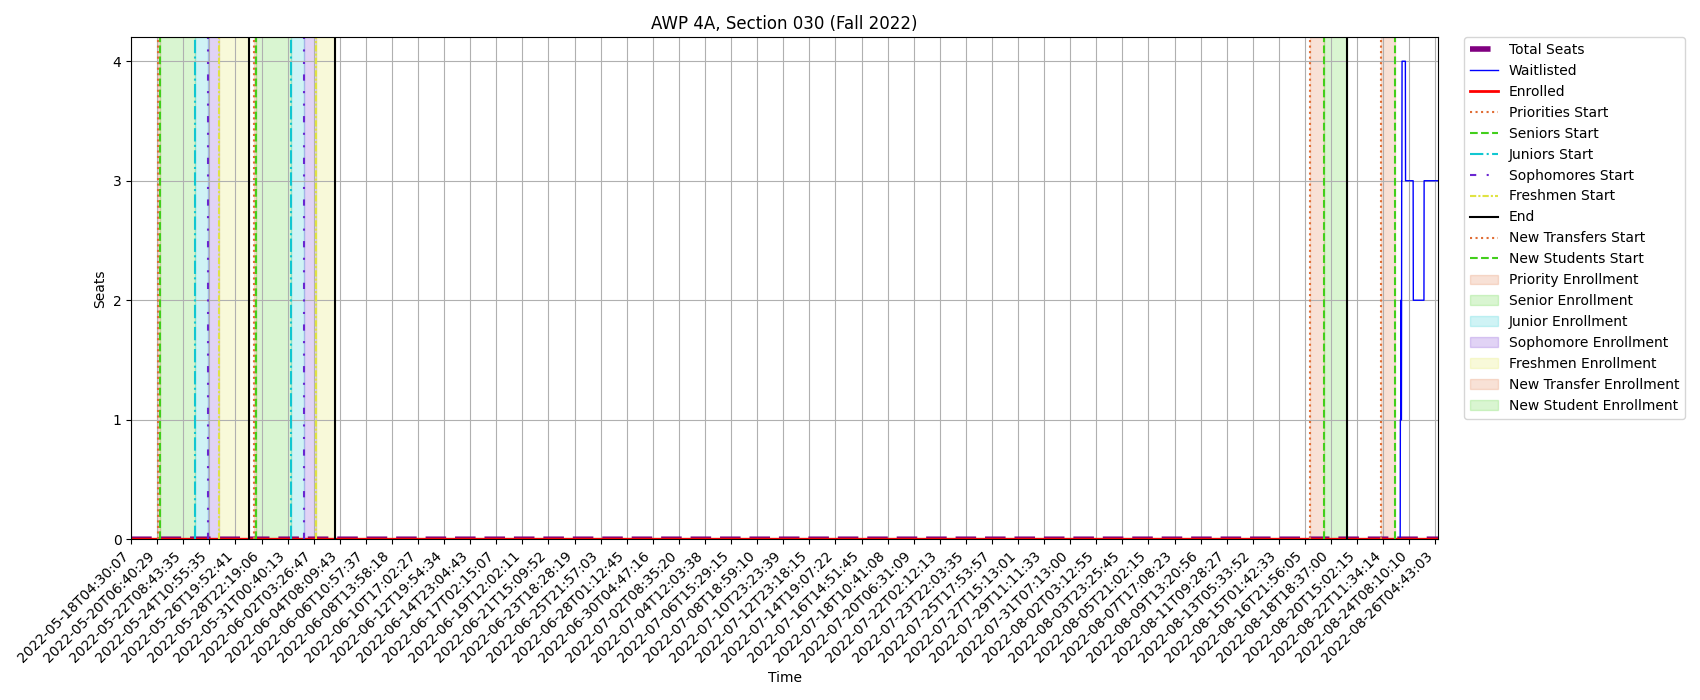 AWP 4A, Section 030 (Fall 2022)
Seats
4
3
2
1
0
2022-05-18T04:30:07
2022-05-20T06:40:29
2022-05-22T08:43:35
2022-05-24T10:55:35
2022-05-26T19:52:41
2022-05-28T22:19:06
2022-05-31T00:40:13
2022-06-02T03:26:47
2022-06-04T08:09:43
2022-06-06T10:57:37
2022-06-08T13:58:18
2022-06-10T17:02:27
2022-06-12T19:54:34
2022-06-14T23:04:43
2022-06-17T02:15:07
2022-06-19T12:02:11
2022-06-21T15:09:52
2022-06-23T18:28:19
2022-06-25T21:57:03
2022-06-28T01:12:45
2022-06-30T04:47:16
2022-07-02T08:35:20
2022-07-04T12:03:38
2022-07-06T15:29:15
2022-07-08T18:59:10
2022-07-10T23:23:39
2022-07-12T23:18:15
2022-07-14T19:07:22
2022-07-16T14:51:45
2022-07-18T10:41:08
2022-07-20T06:31:09
2022-07-22T02:12:13
2022-07-23T22:03:35
2022-07-25T17:53:57
2022-07-27T15:13:01
2022-07-29T11:11:33
2022-07-31T07:13:00
2022-08-02T03:12:55
2022-08-03T23:25:45
2022-08-05T21:02:15
2022-08-07T17:08:23
2022-08-09T13:20:56
2022-08-11T09:28:27
2022-08-13T05:33:52
2022-08-15T01:42:33
2022-08-16T21:56:05
2022-08-18T18:37:00
2022-08-20T15:02:15
2022-08-22T11:34:14
2022-08-24T08:10:10
2022-08-26T04:43:03
Time
Total Seats
Waitlisted
Enrolled
Priorities Start
Seniors Start
Juniors Start
Sophomores Start
Freshmen Start
End
New Transfers Start
New Students Start
Priority Enrollment
Senior Enrollment
Junior Enrollment
Sophomore Enrollment
Freshmen Enrollment
New Transfer Enrollment
New Student Enrollment